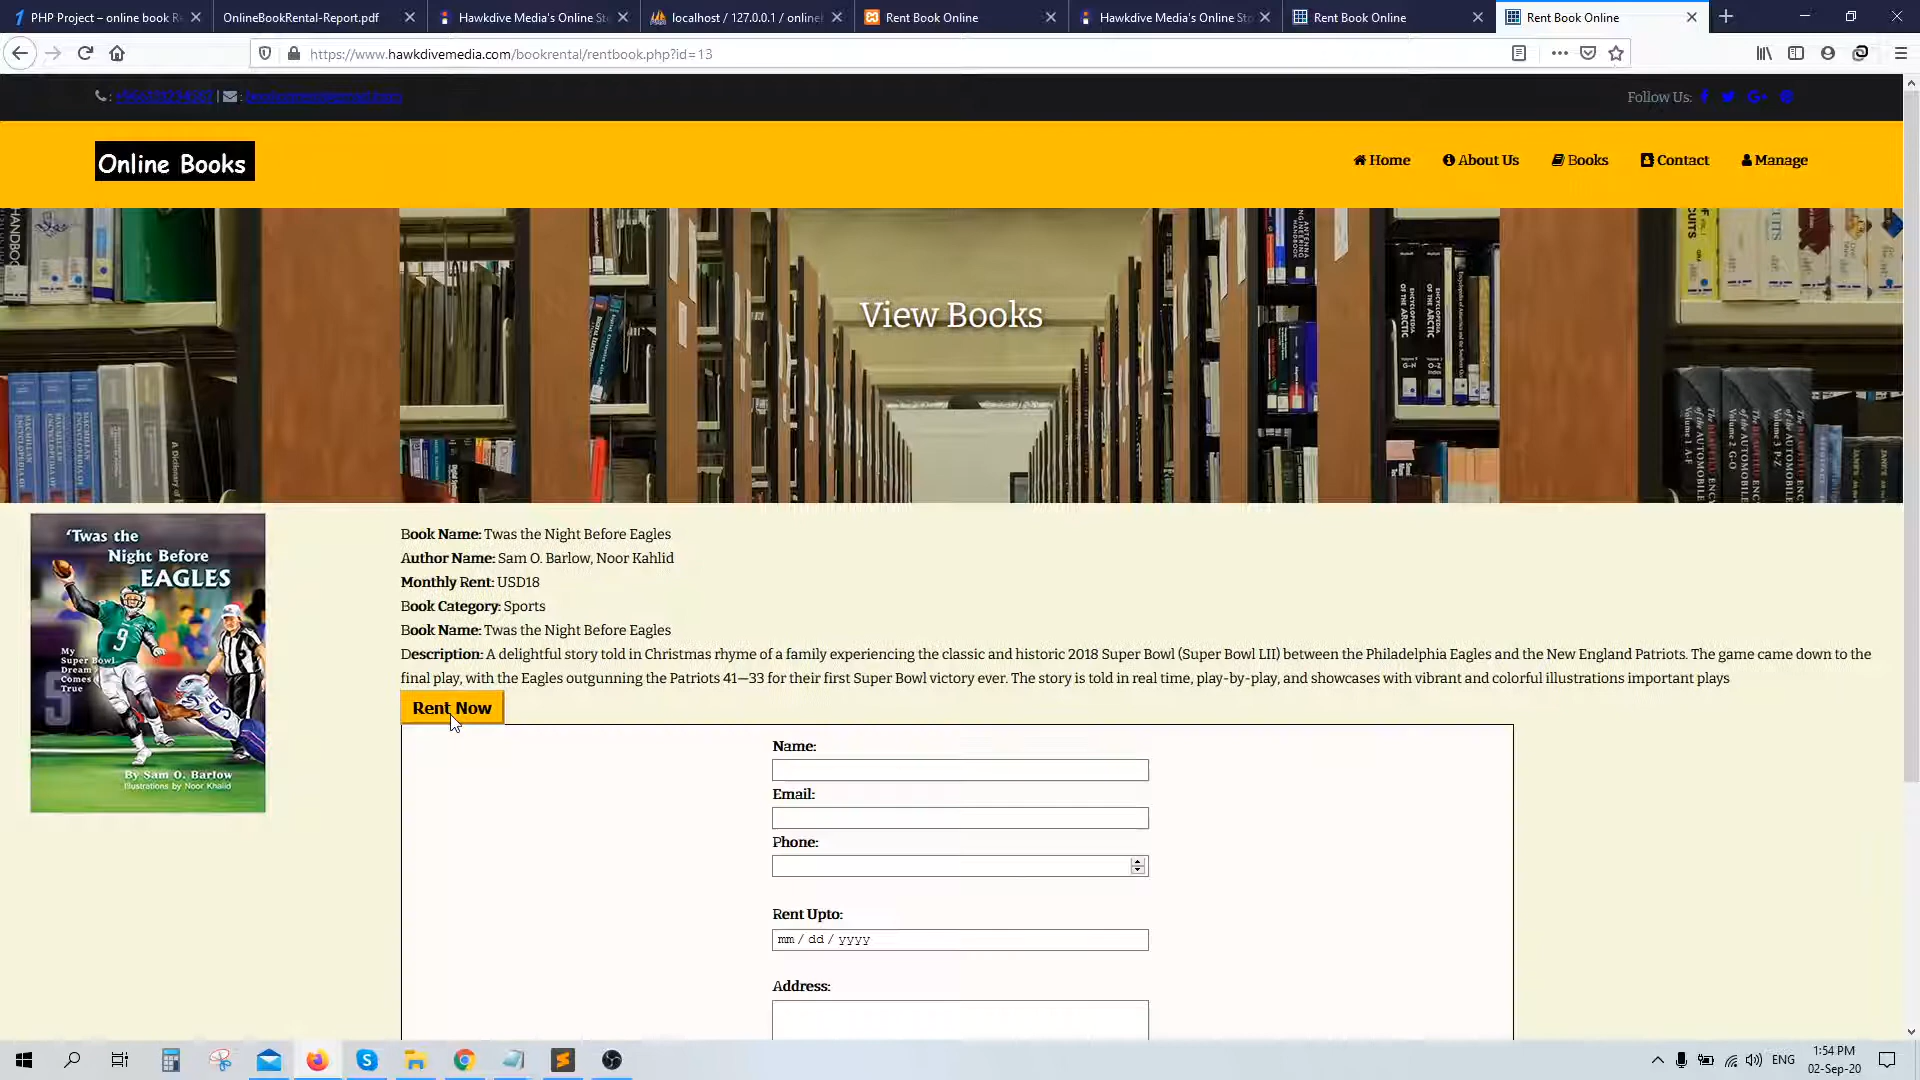 PHP Project – online book R
OnlineBookRental-Report.pdf
Hawkdive Media's Online St
localhost / 127.0.0.1 / online
Rent Book Online
Hawkdive Media's Online Sto
Rent Book Online
Rent Book Online
https://www.hawkdivemedia.com/bookrental/rentbook.php?id=13
Follow Us:
Online Books
Home
About Us
Books
Contact
Manage
View Books
'Twas the
Night Before
EAGLES
My
Super Bowl
Dream
Comes
True
By Sam O. Barlow
Illustrations by Noor Khalid
Book Name: Twas the Night Before Eagles
Author Name: Sam O. Barlow, Noor Kahlid
Monthly Rent: USD18
Book Category: Sports
Book Name: Twas the Night Before Eagles
Description: A delightful story told in Christmas rhyme of a family experiencing the classic and historic 2018 Super Bowl (Super Bowl LII) between the Philadelphia Eagles and the New England Patriots. The game came down to the
final play, with the Eagles outgunning the Patriots 41—33 for their first Super Bowl victory ever. The story is told in real time, play-by-play, and showcases with vibrant and colorful illustrations important plays
Rent Now
Name:
Email:
Phone:
Rent Upto:
mm / dd / yyyy
Address:
ENG
1:54 PM
02-Sep-20